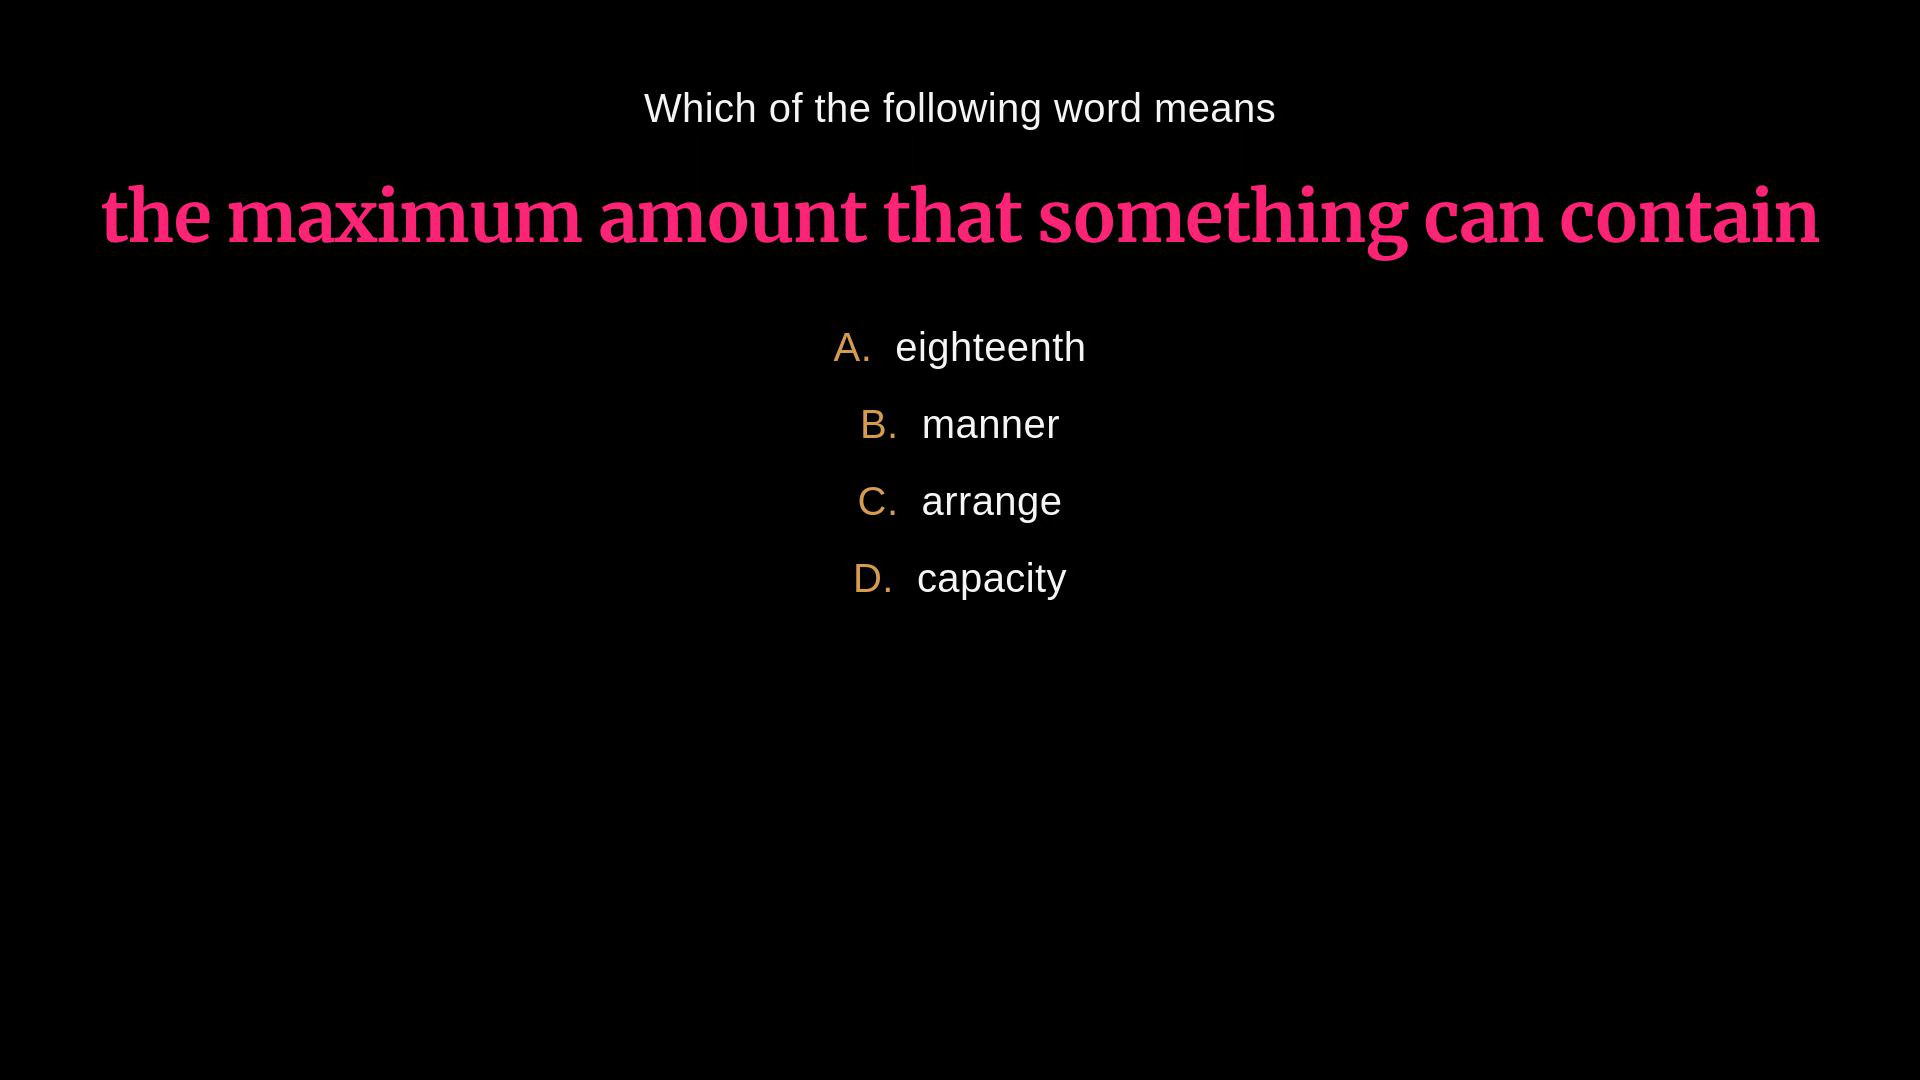 Which of the following word means
the maximum amount that something can contain
A. eighteenth
B. manner
C. arrange
D. capacity